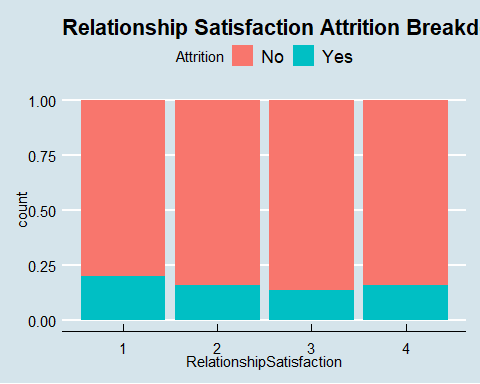 Relationship Satisfaction Attrition Breakd
Attrition No Yes
1.00
0.75
0.50
0.25
0.00
count
1 2 3 4
RelationshipSatisfaction